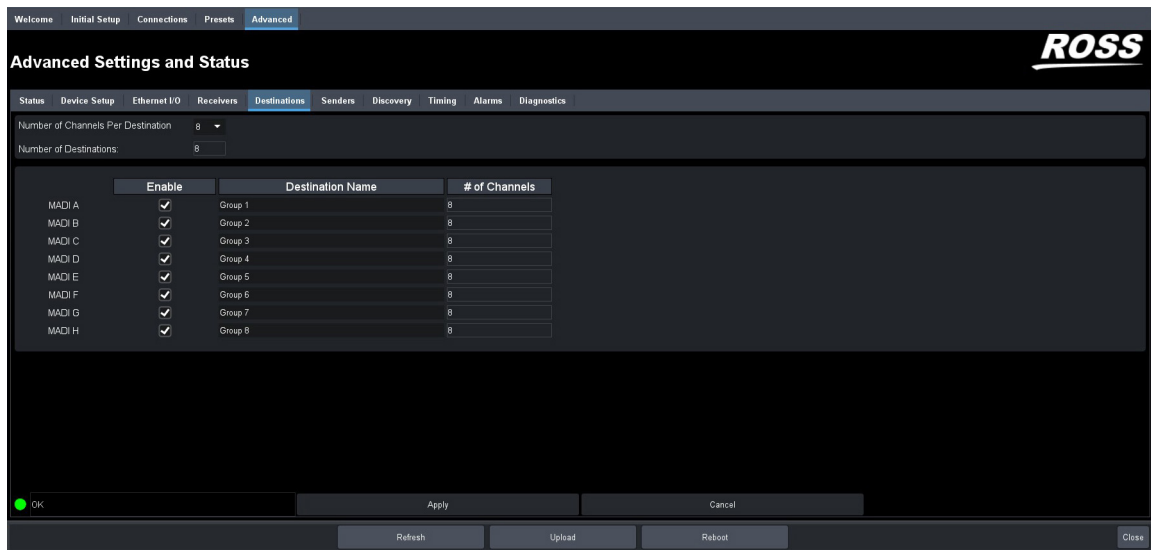 Welcome Initial Setup Connections Presets Advanced
Advanced Settings and Status
ROSS
Status Device Setup Ethernet I/O Receivers Destinations Senders Discovery Timing Alarms Diagnostics
Number of Channels Per Destination 8
Number of Destinations: 8
Enable Destination Name # of Channels
MADI A Group 1 8
MADI B Group 2 8
MADI C Group 3 8
MADI D Group 4 8
MADI E Group 5 8
MADI F Group 6 8
MADI G Group 7 8
MADI H Group 8 8
OK Apply Cancel
Refresh Upload Reboot Close